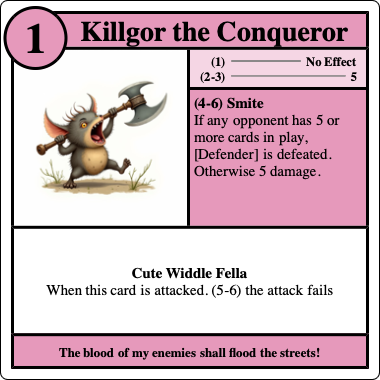 1
Killgor the Conqueror
(1) No Effect
(2-3) 5
(4-6) Smite
If any opponent has 5 or
more cards in play,
[Defender] is defeated.
Otherwise 5 damage.
Cute Widdle Fella
When this card is attacked. (5-6) the attack fails
The blood of my enemies shall flood the streets!